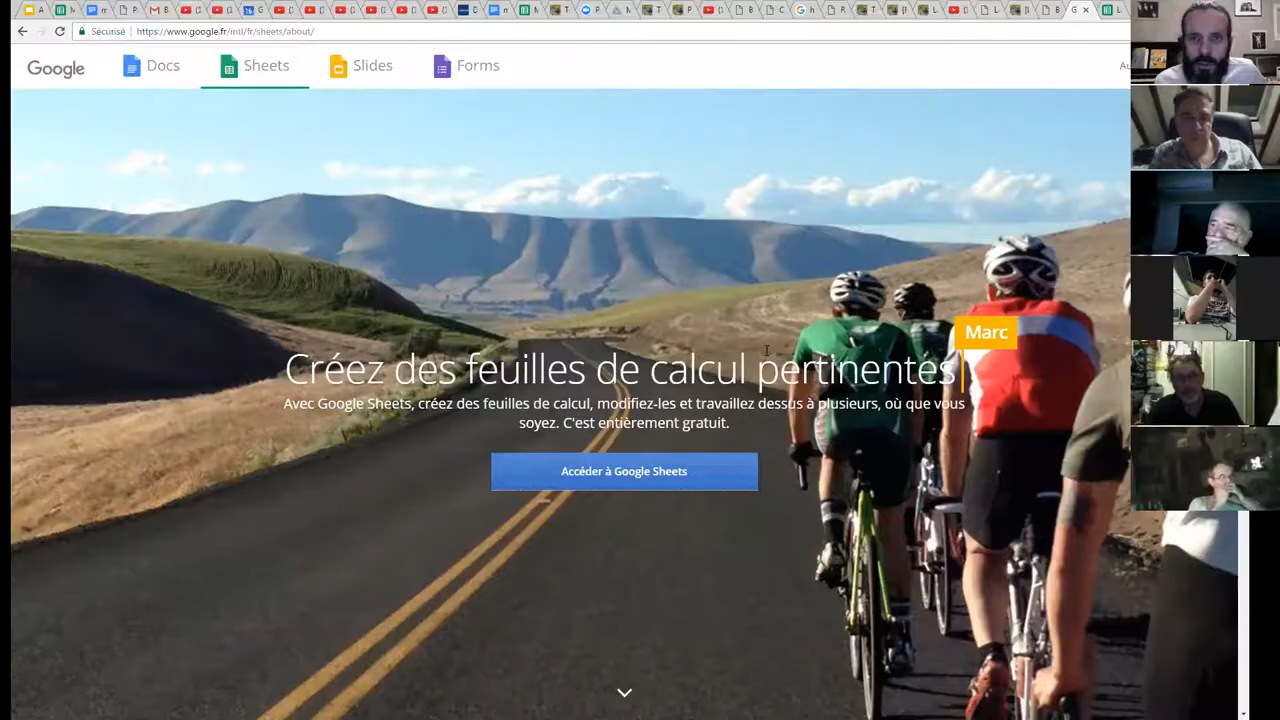 Sécurisé https://www.google.fr/intl/fr/sheets/about/
Google Docs Sheets Slides Forms
Marc
Créez des feuilles de calcul pertinentes
Avec Google Sheets, créez des feuilles de calcul, modifiez-les et travaillez dessus à plusieurs, où que vous
soyez. C'est entièrement gratuit.
Accéder à Google Sheets